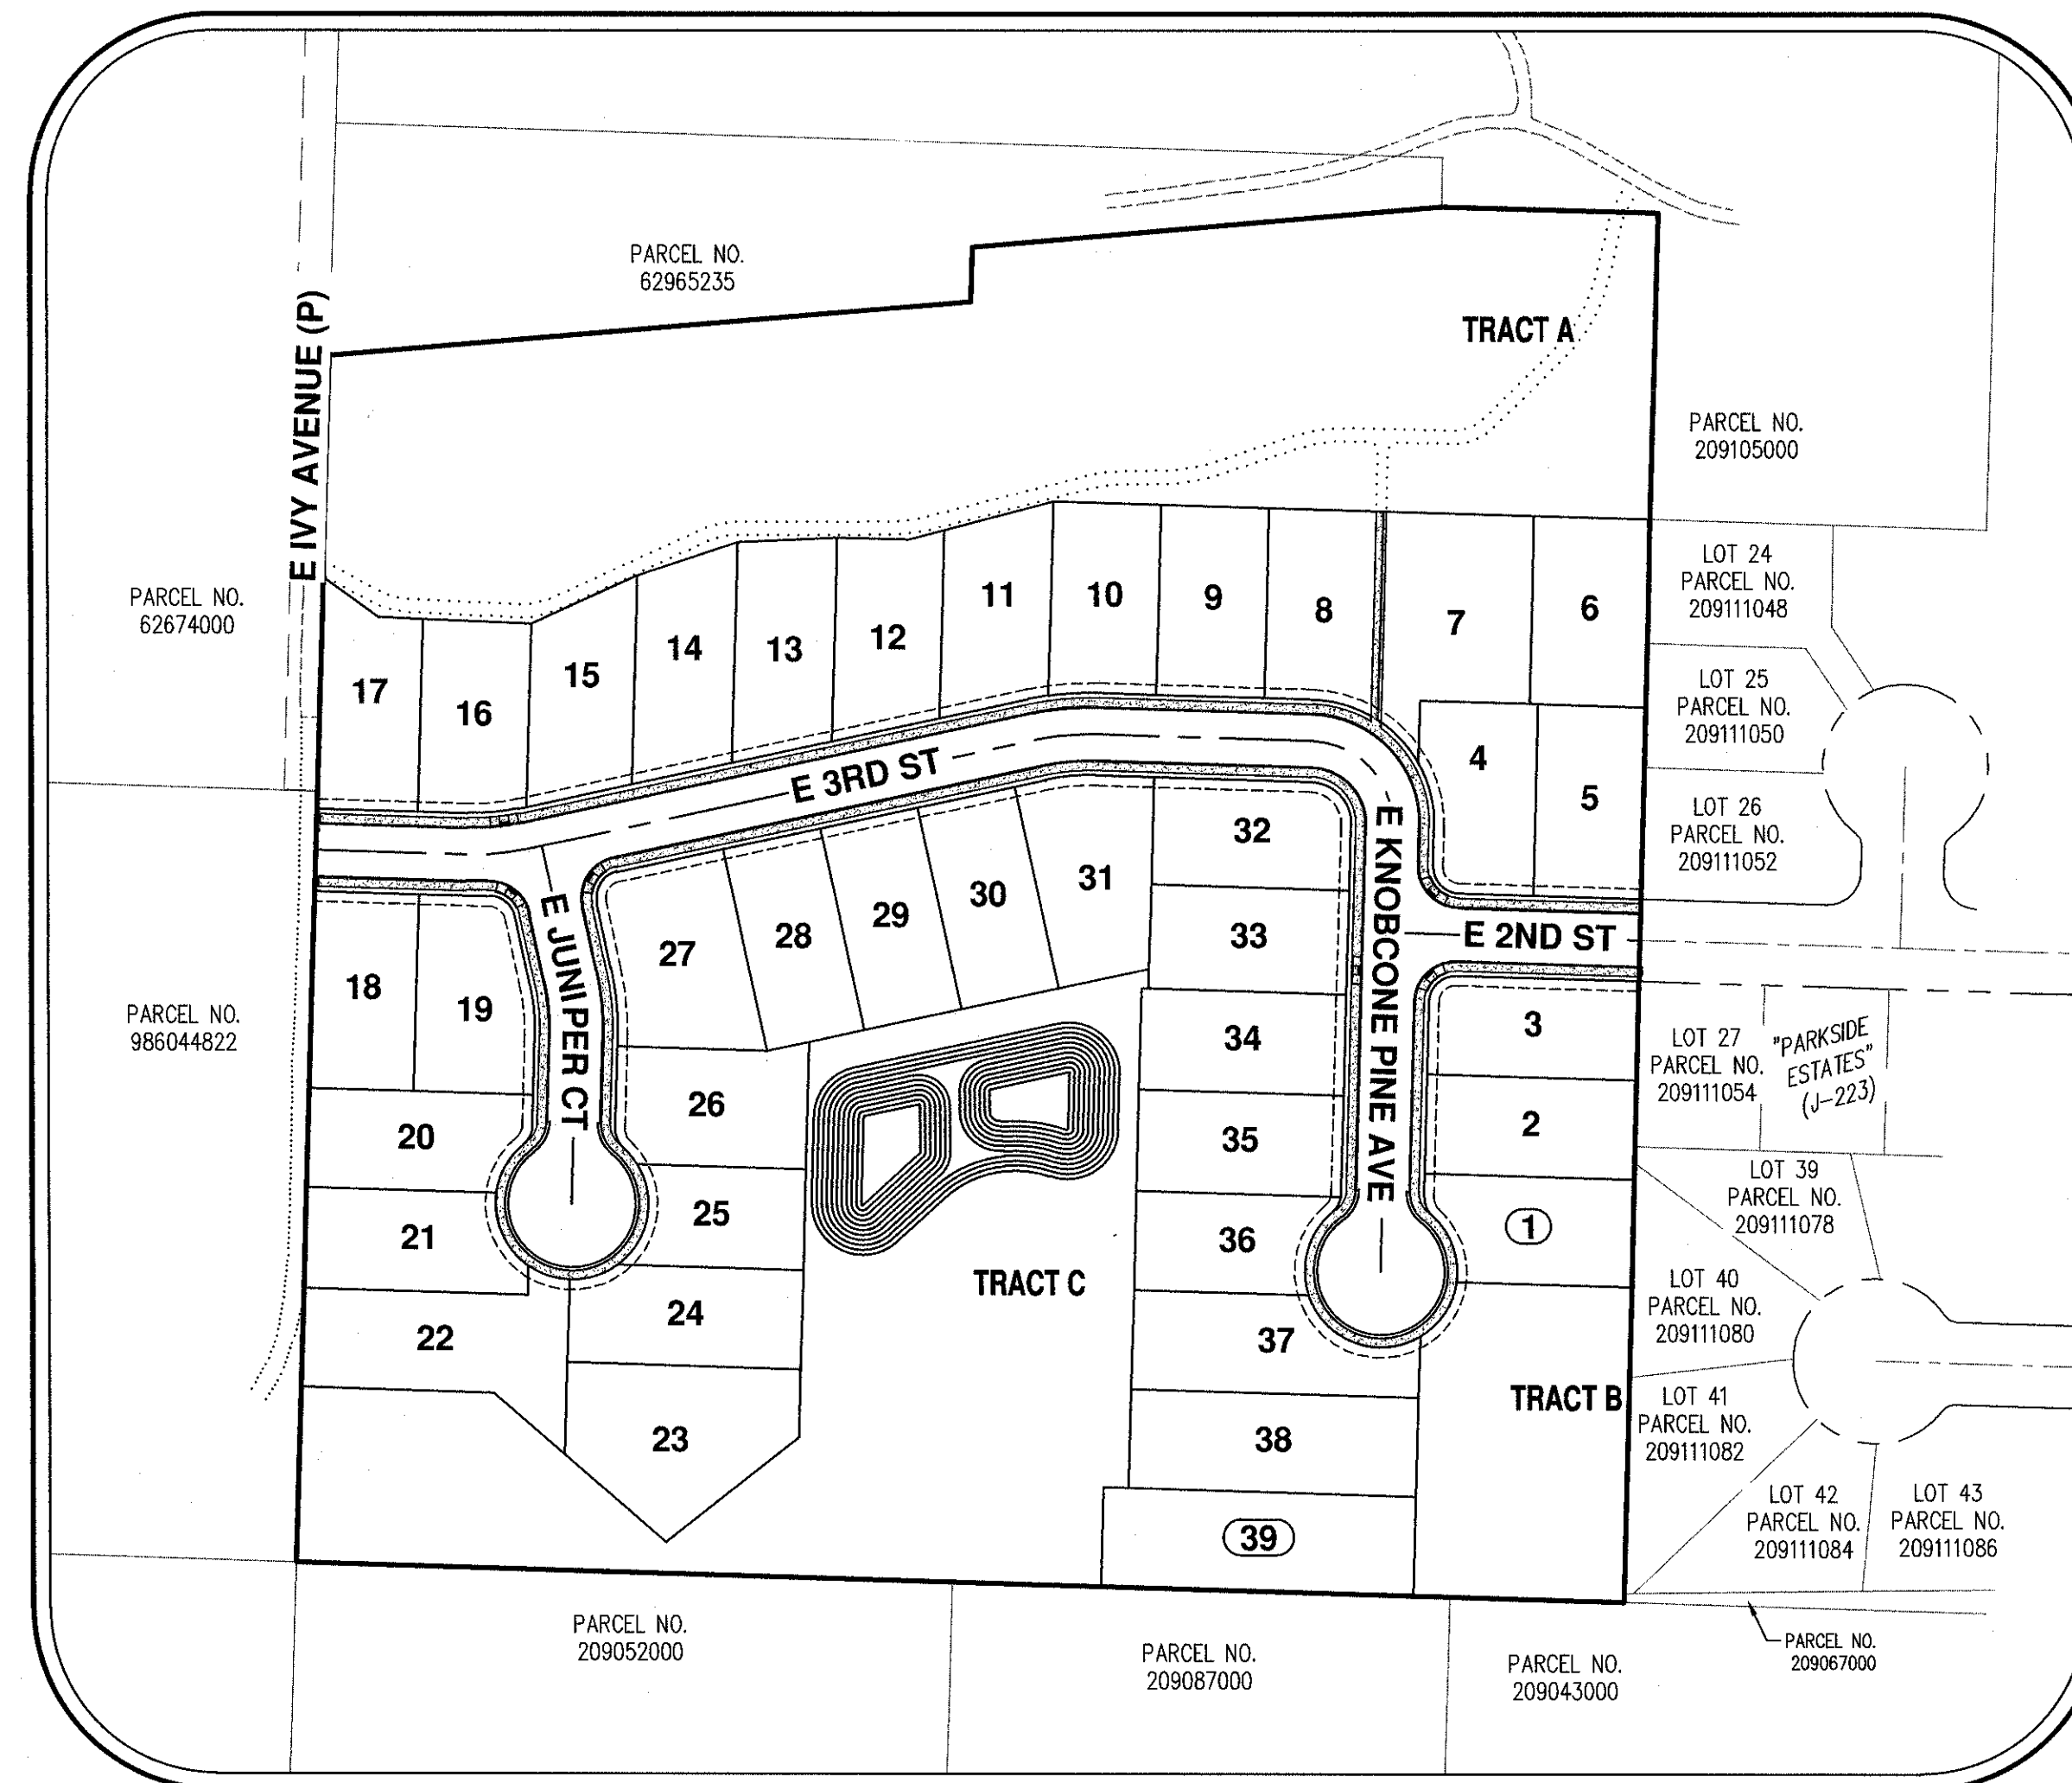 PARCEL NO.
62965235
E IVY AVENUE (P)
TRACT A
PARCEL NO.
209105000
PARCEL NO.
62674000
17
16
15
14
13
12
11
10
9
8
7
6
4
5
LOT 24
PARCEL NO.
209111048
LOT 25
PARCEL NO.
209111050
LOT 26
PARCEL NO.
209111052
E 3RD ST
E KNOBCONE PINE AVE
E 2ND ST
E JUNIPER CT
PARCEL NO.
986044822
18
19
20
21
22
27
28
29
30
31
26
25
24
23
32
33
34
35
36
37
38
39
3
2
1
TRACT C
TRACT B
LOT 27
PARCEL NO.
209111054
"PARKSIDE
ESTATES"
(J-223)
LOT 39
PARCEL NO.
209111078
LOT 40
PARCEL NO.
209111080
LOT 41
PARCEL NO.
209111082
LOT 42
PARCEL NO.
209111084
LOT 43
PARCEL NO.
209111086
PARCEL NO.
209052000
PARCEL NO.
209087000
PARCEL NO.
209043000
PARCEL NO.
209067000